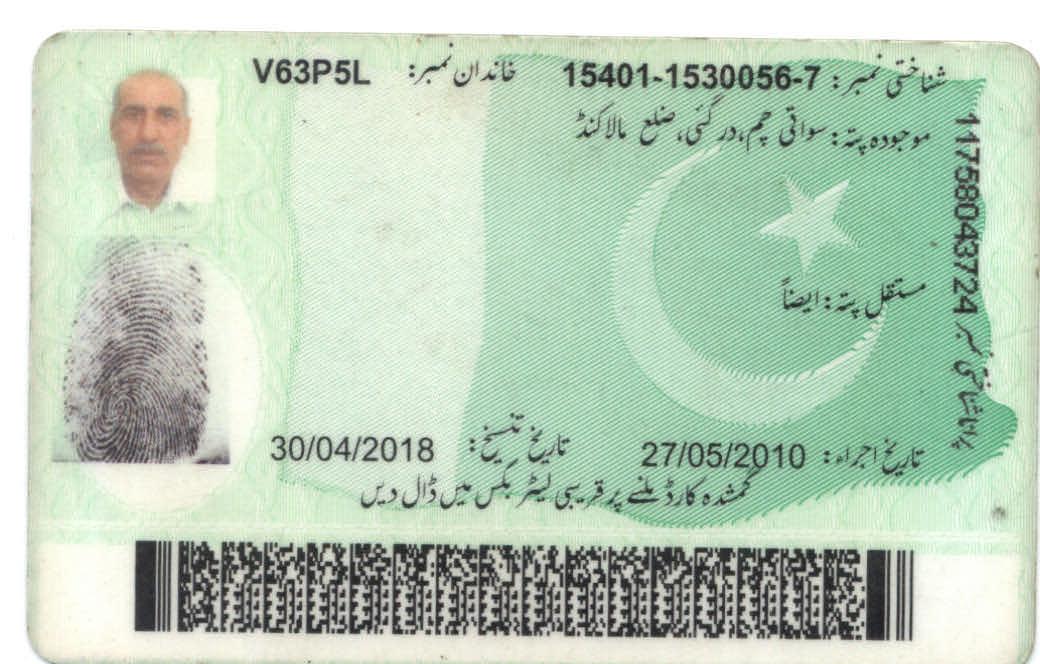 شناختی نمبر: 15401-1530056-7 خاندان نمبر: V63P5L
موجودہ پتہ: سواتی چم، درگئی، ضلع مالاکنڈ
مستقل پتہ: ایضاً
تاریخ اجراء: 27/05/2010 تاریخ تنسیخ: 30/04/2018
گمشدہ کارڈ ملنے پر قریبی لیٹر بکس میں ڈال دیں
پرانا شناختی نمبر 11758043724